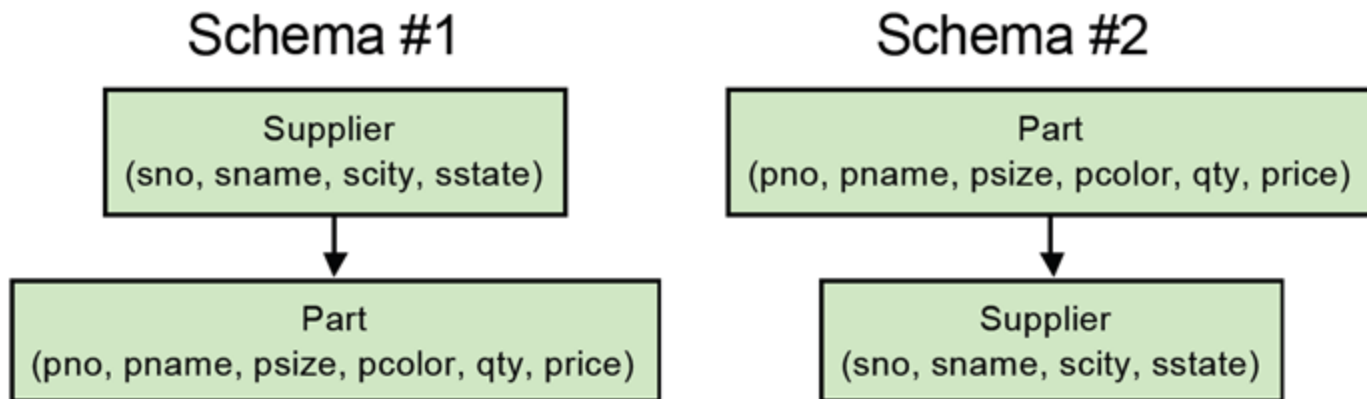 Schema #1
Supplier
(sno, sname, scity, sstate)
Part
(pno, pname, psize, pcolor, qty, price)
Schema #2
Part
(pno, pname, psize, pcolor, qty, price)
Supplier
(sno, sname, scity, sstate)